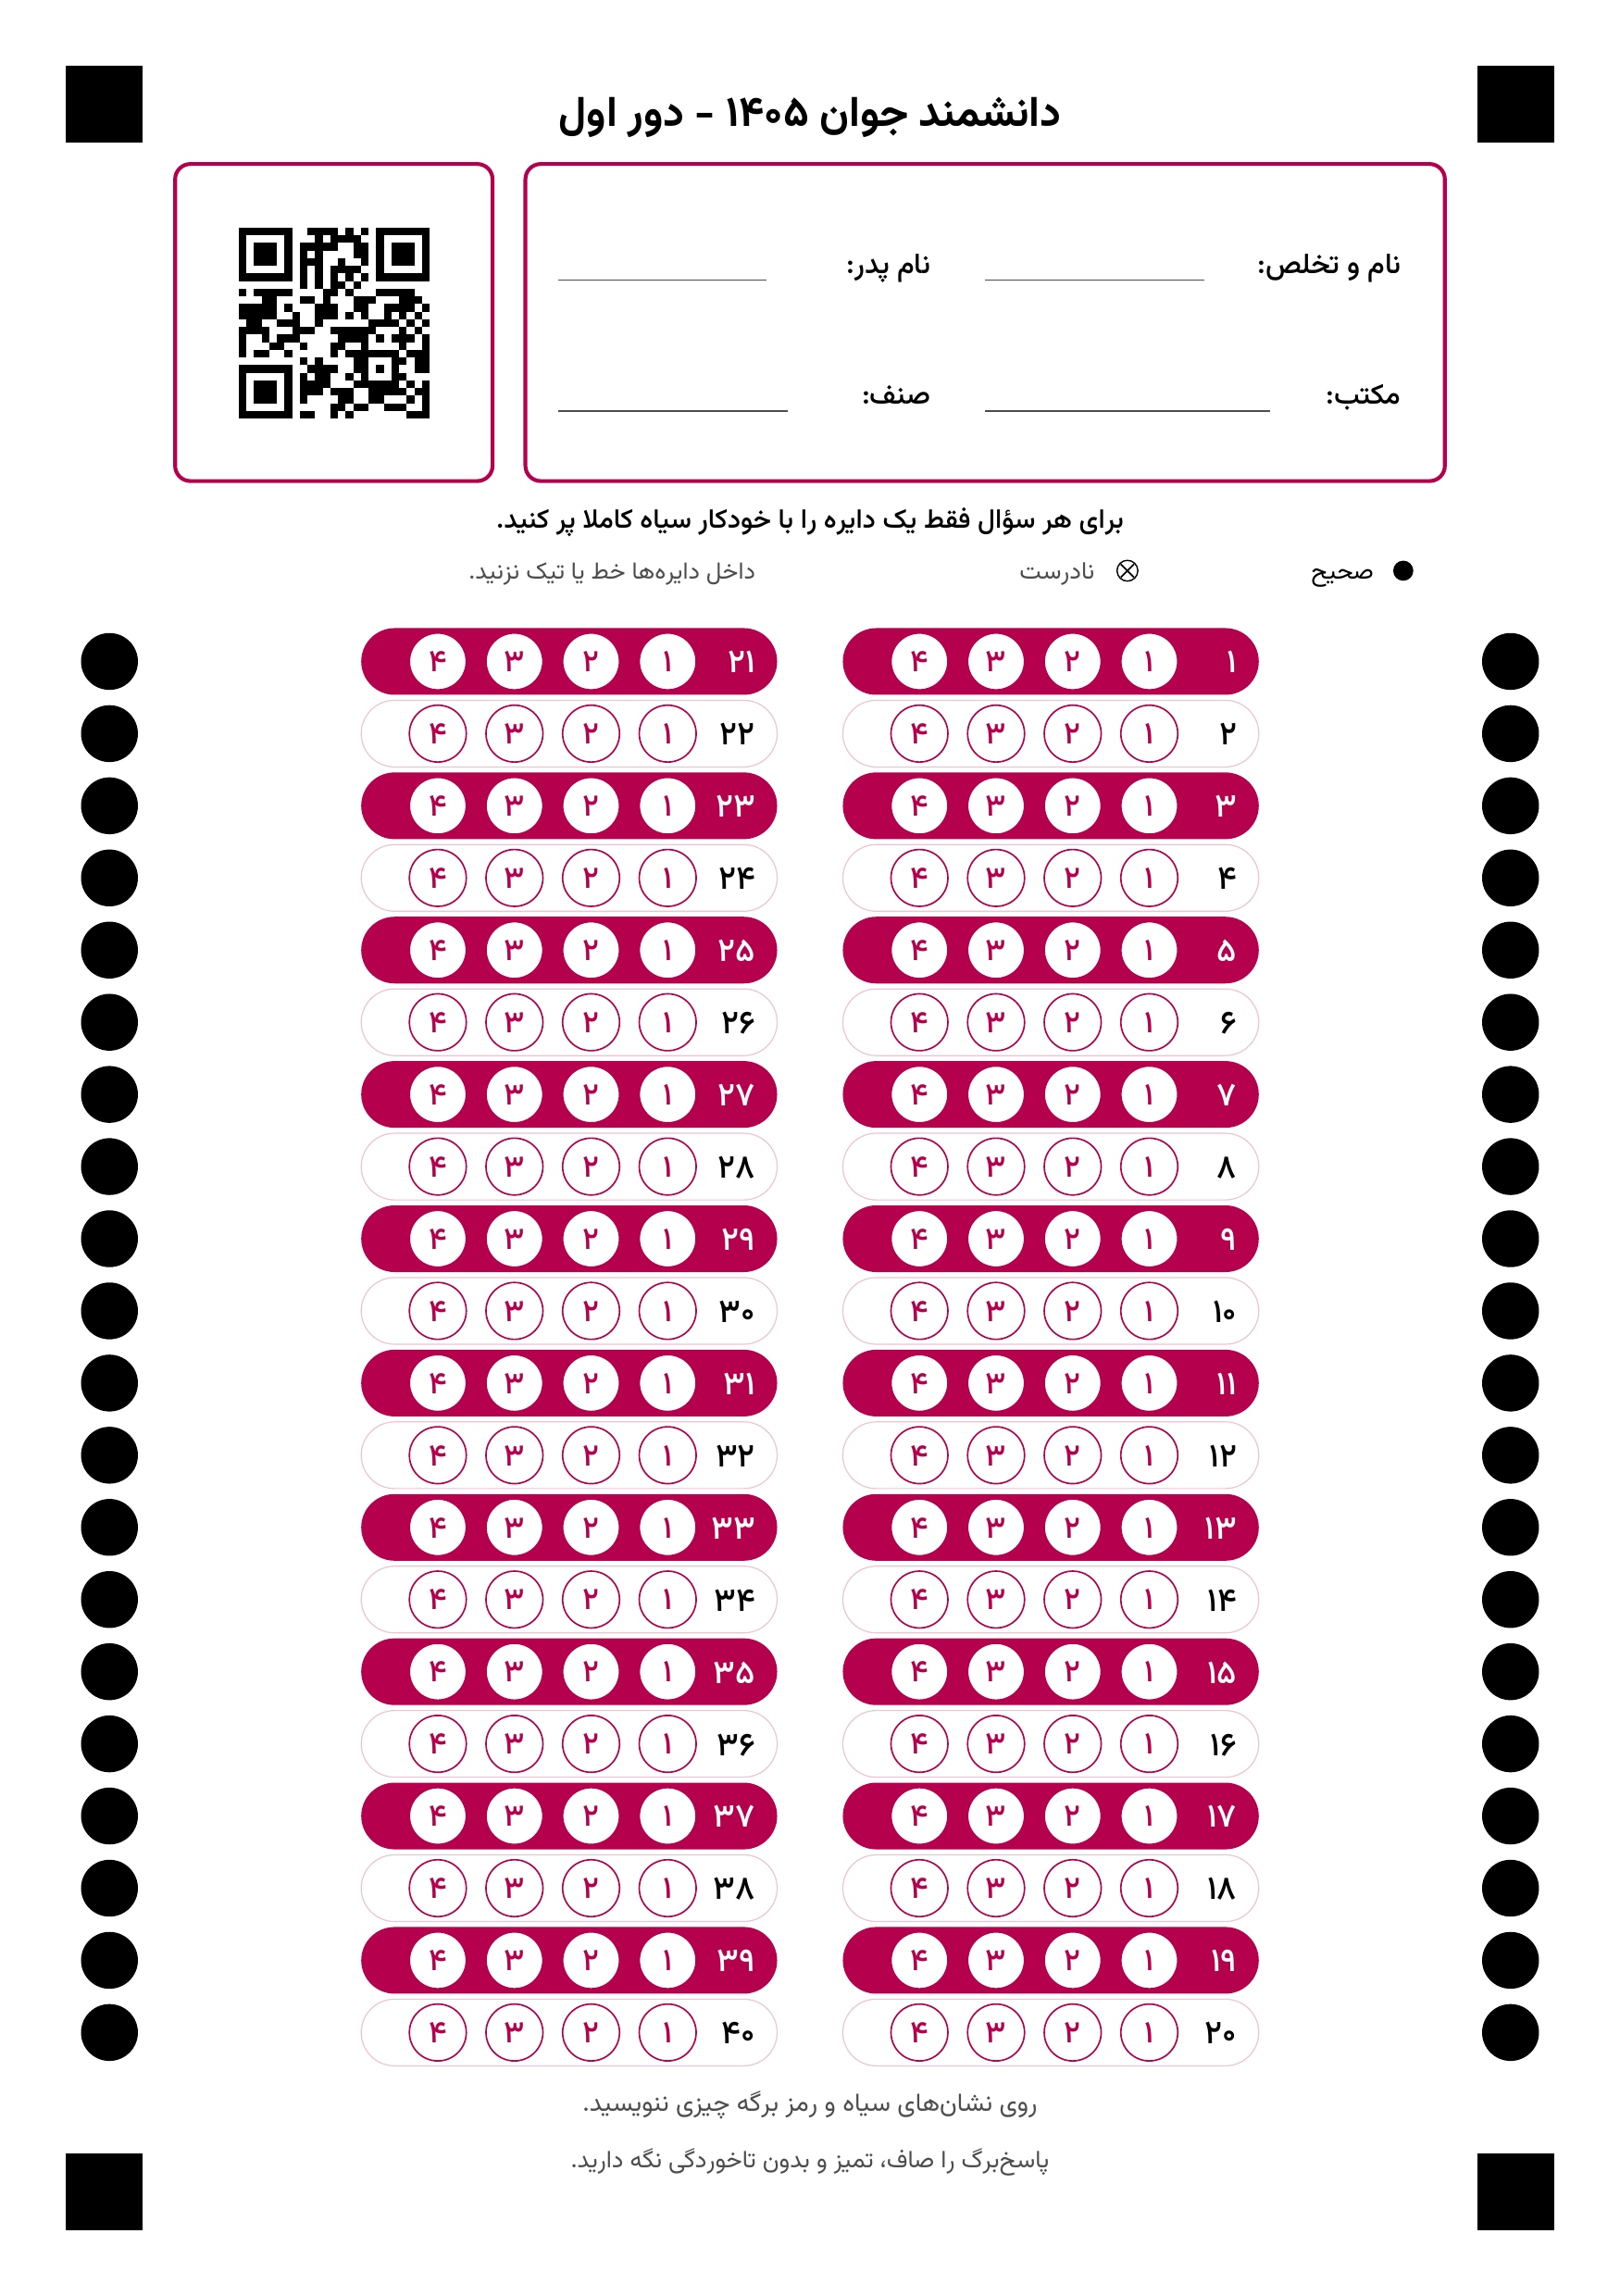 دانشمند جوان ۱۴۰۵ - دور اول
نام و تخلص: نام پدر:
مکتب: صنف:
برای هر سؤال فقط یک دایره را با خودکار سیاه کاملا پر کنید.
صحیح نادرست داخل دایره‌ها خط یا تیک نزنید.
۱ ۱ ۲ ۳ ۴ ۲۱ ۱ ۲ ۳ ۴
۲ ۱ ۲ ۳ ۴ ۲۲ ۱ ۲ ۳ ۴
۳ ۱ ۲ ۳ ۴ ۲۳ ۱ ۲ ۳ ۴
۴ ۱ ۲ ۳ ۴ ۲۴ ۱ ۲ ۳ ۴
۵ ۱ ۲ ۳ ۴ ۲۵ ۱ ۲ ۳ ۴
۶ ۱ ۲ ۳ ۴ ۲۶ ۱ ۲ ۳ ۴
۷ ۱ ۲ ۳ ۴ ۲۷ ۱ ۲ ۳ ۴
۸ ۱ ۲ ۳ ۴ ۲۸ ۱ ۲ ۳ ۴
۹ ۱ ۲ ۳ ۴ ۲۹ ۱ ۲ ۳ ۴
۱۰ ۱ ۲ ۳ ۴ ۳۰ ۱ ۲ ۳ ۴
۱۱ ۱ ۲ ۳ ۴ ۳۱ ۱ ۲ ۳ ۴
۱۲ ۱ ۲ ۳ ۴ ۳۲ ۱ ۲ ۳ ۴
۱۳ ۱ ۲ ۳ ۴ ۳۳ ۱ ۲ ۳ ۴
۱۴ ۱ ۲ ۳ ۴ ۳۴ ۱ ۲ ۳ ۴
۱۵ ۱ ۲ ۳ ۴ ۳۵ ۱ ۲ ۳ ۴
۱۶ ۱ ۲ ۳ ۴ ۳۶ ۱ ۲ ۳ ۴
۱۷ ۱ ۲ ۳ ۴ ۳۷ ۱ ۲ ۳ ۴
۱۸ ۱ ۲ ۳ ۴ ۳۸ ۱ ۲ ۳ ۴
۱۹ ۱ ۲ ۳ ۴ ۳۹ ۱ ۲ ۳ ۴
۲۰ ۱ ۲ ۳ ۴ ۴۰ ۱ ۲ ۳ ۴
روی نشان‌های سیاه و رمز برگه چیزی ننویسید.
پاسخ‌برگ را صاف، تمیز و بدون تاخوردگی نگه دارید.